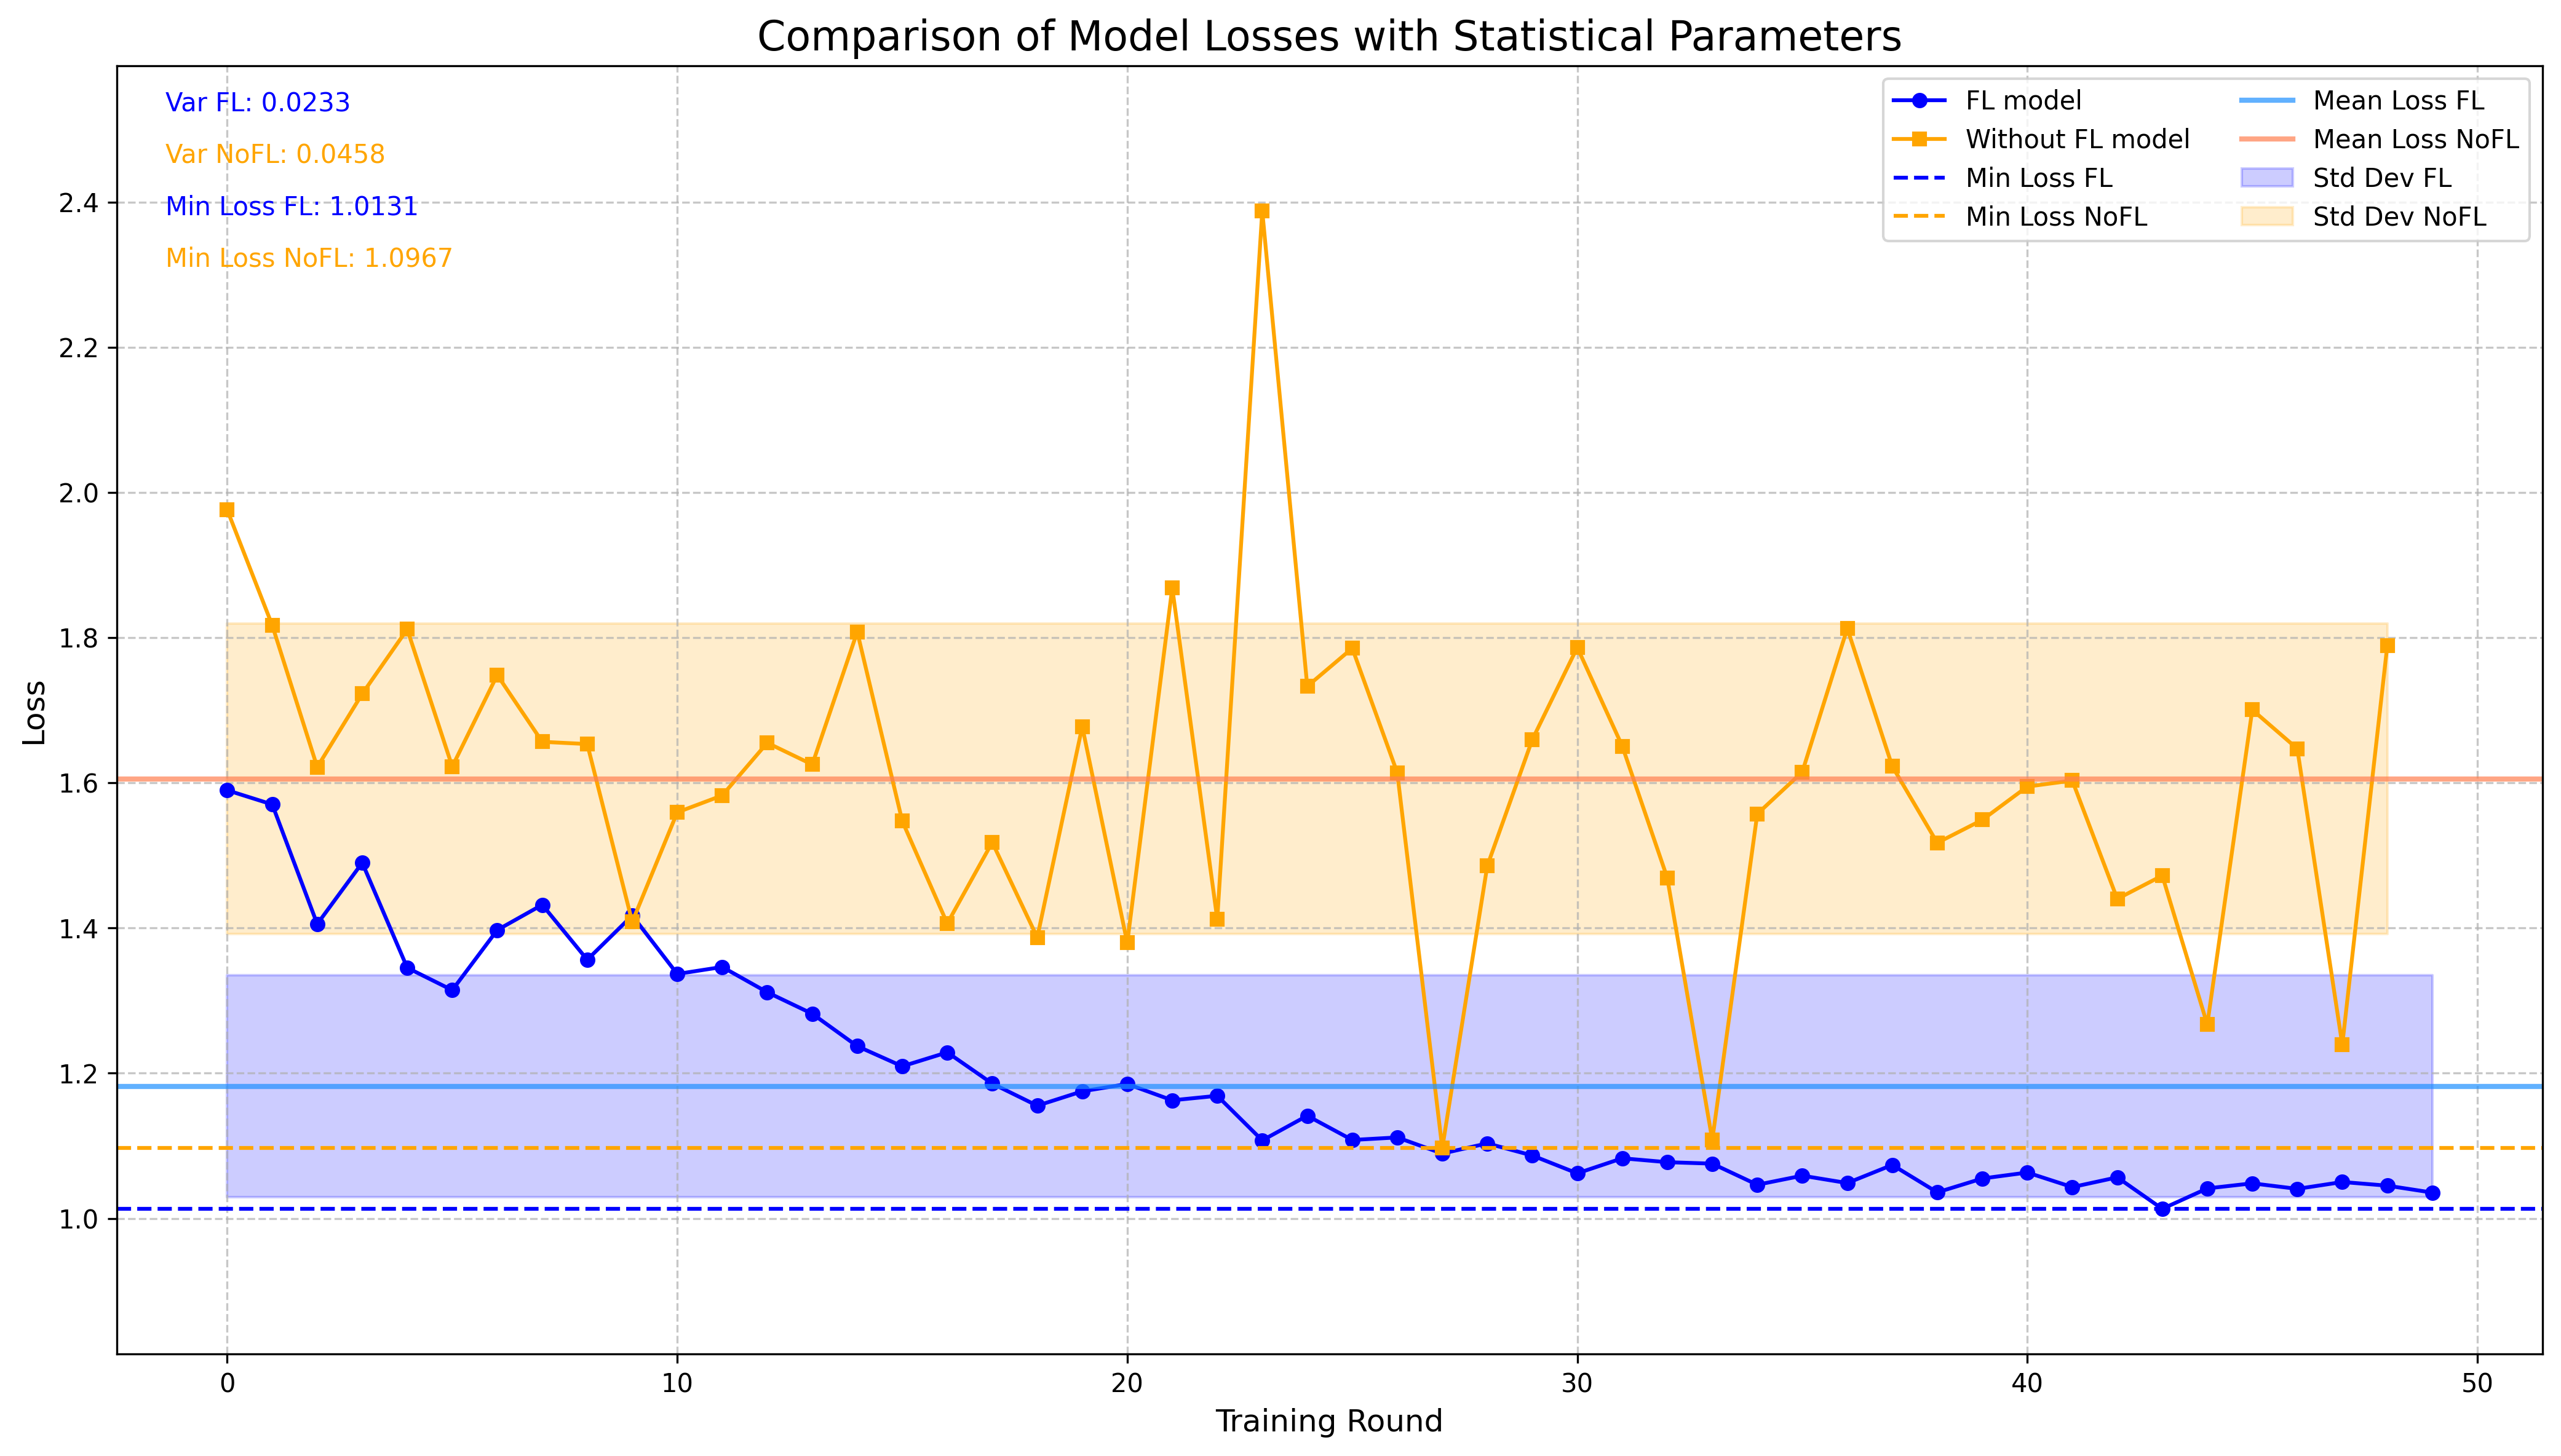 Comparison of Model Losses with Statistical Parameters
Var FL: 0.0233
Var NoFL: 0.0458
Min Loss FL: 1.0131
Min Loss NoFL: 1.0967
FL model
Without FL model
Min Loss FL
Min Loss NoFL
Mean Loss FL
Mean Loss NoFL
Std Dev FL
Std Dev NoFL
Loss
2.4
2.2
2.0
1.8
1.6
1.4
1.2
1.0
0
10
20
30
40
50
Training Round